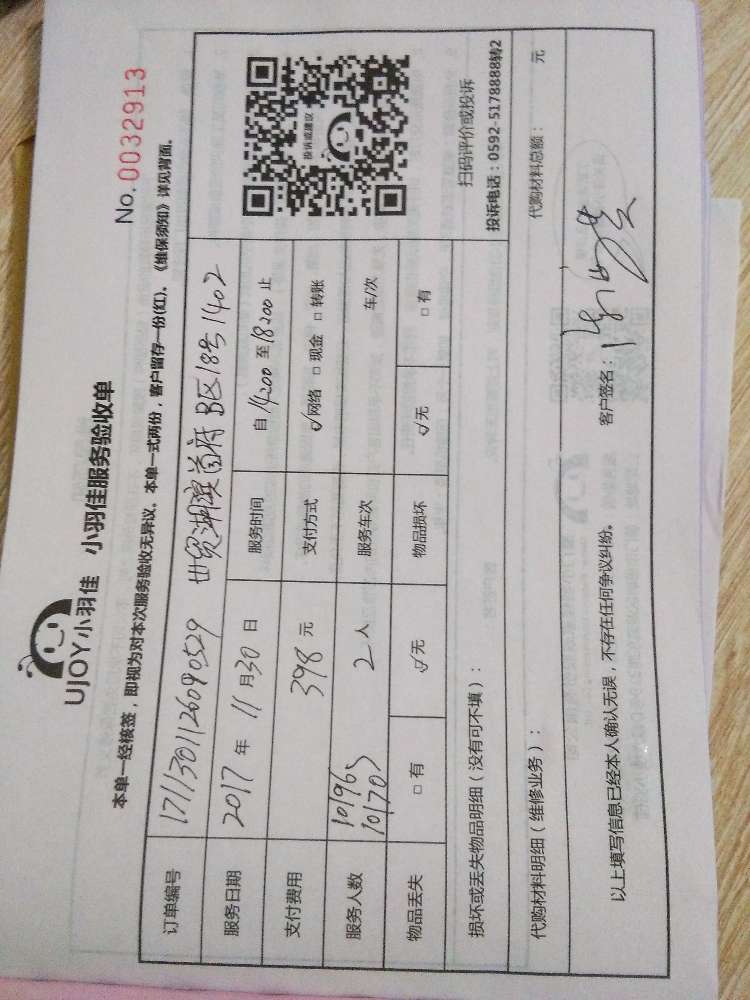 UJOY小羽佳 小羽佳服务验收单
No. 0032913
本单一经核签，即视为对本次服务验收无异议。本单一式两份，客户留存一份(红)。《维保须知》详见背面。
订单编号 1711301126090529 世贸湖滨首府B区18号1402
服务日期 2017 年 11 月 30 日 服务时间 自 14:00 至 18:00 止
支付费用 398 元 支付方式 ☑网络 □现金 □转账
服务人数 101965 101705 2 人 服务车次 车/次
物品丢失 □有 ☑无 物品损坏 ☑无 □有
投诉或建议
扫码评价或投诉
投诉电话：0592-5178888转2
损坏或丢失物品明细（没有可不填）：
代购材料明细（维修业务）： 代购材料总额： 元
以上填写信息已经本人确认无误，不存在任何争议纠纷。 客户签名：